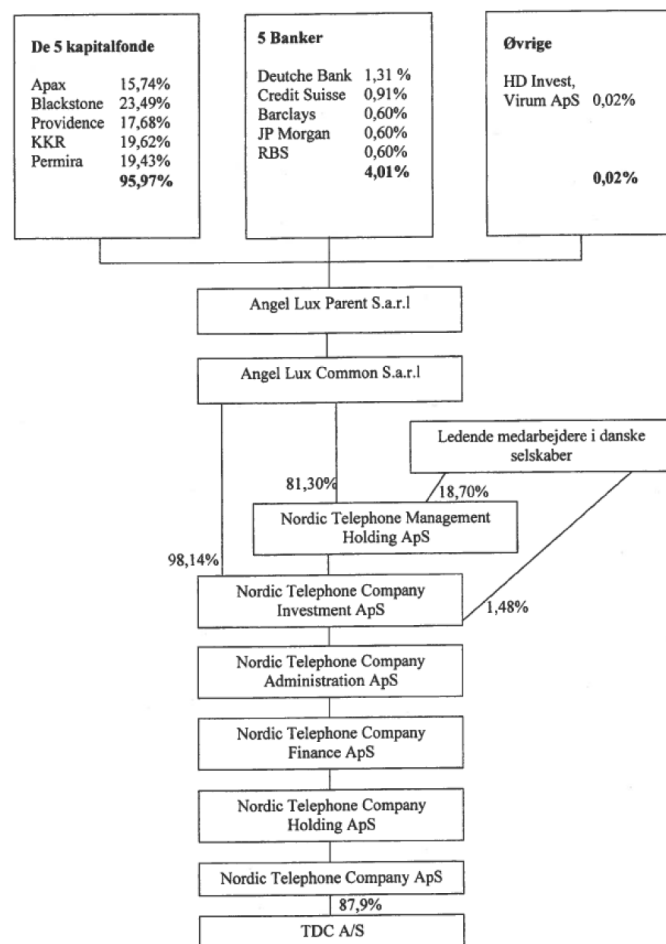 De 5 kapitalfonde
Apax 15,74%
Blackstone 23,49%
Providence 17,68%
KKR 19,62%
Permira 19,43%
95,97%
5 Banker
Deutche Bank 1,31 %
Credit Suisse 0,91%
Barclays 0,60%
JP Morgan 0,60%
RBS 0,60%
4,01%
Øvrige
HD Invest,
Virum ApS 0,02%
0,02%
Angel Lux Parent S.a.r.l
Angel Lux Common S.a.r.l
Ledende medarbejdere i danske
selskaber
81,30%
18,70%
Nordic Telephone Management
Holding ApS
98,14%
Nordic Telephone Company
Investment ApS
1,48%
Nordic Telephone Company
Administration ApS
Nordic Telephone Company
Finance ApS
Nordic Telephone Company
Holding ApS
Nordic Telephone Company ApS
87,9%
TDC A/S